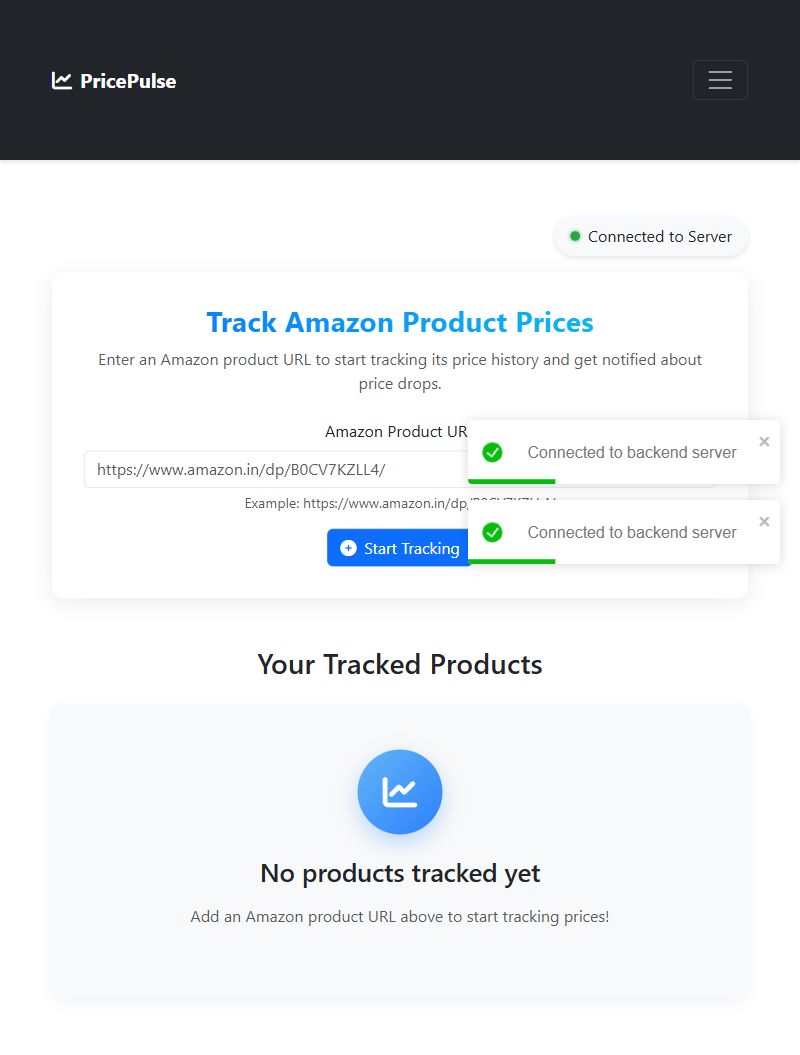 PricePulse
Connected to Server
Track Amazon Product Prices
Enter an Amazon product URL to start tracking its price history and get notified about
price drops.
Amazon Product UR
Connected to backend server
https://www.amazon.in/dp/B0CV7KZLL4/
Example: https://www.amazon.in/dp/
Connected to backend server
Start Tracking
Your Tracked Products
No products tracked yet
Add an Amazon product URL above to start tracking prices!